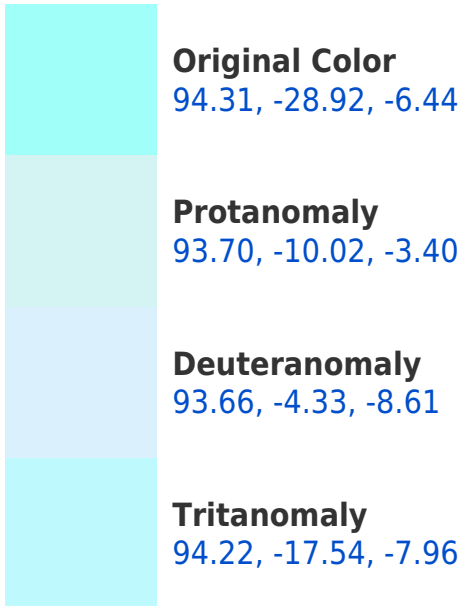 Original Color
94.31, -28.92, -6.44
Protanomaly
93.70, -10.02, -3.40
Deuteranomaly
93.66, -4.33, -8.61
Tritanomaly
94.22, -17.54, -7.96